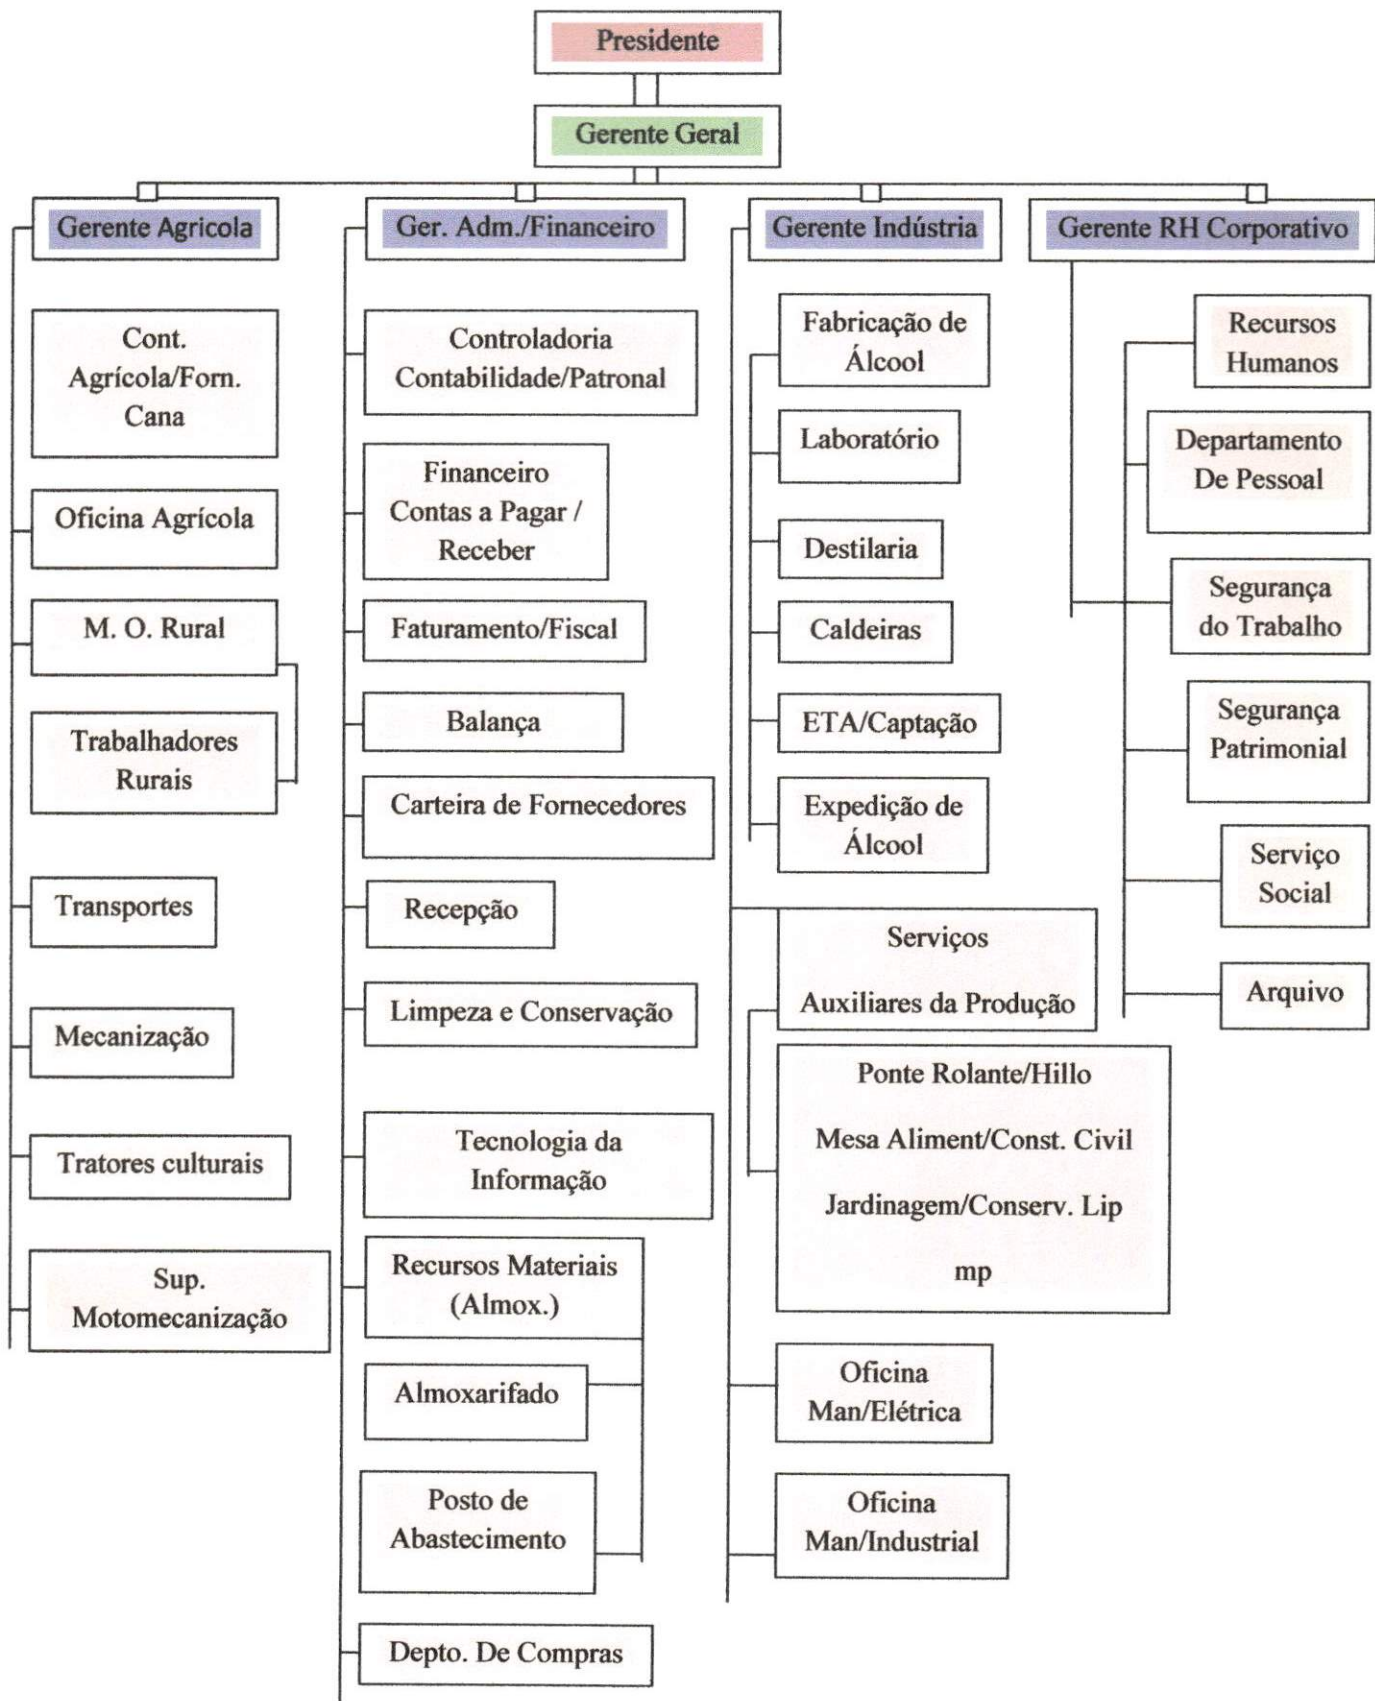 Presidente
Gerente Geral
Gerente Agricola
Ger. Adm./Financeiro
Gerente Indústria
Gerente RH Corporativo
Cont.
Agrícola/Forn.
Cana
Oficina Agrícola
M. O. Rural
Trabalhadores
Rurais
Transportes
Mecanização
Tratores culturais
Sup.
Motomecanização
Controladoria
Contabilidade/Patronal
Financeiro
Contas a Pagar /
Receber
Faturamento/Fiscal
Balança
Carteira de Fornecedores
Recepção
Limpeza e Conservação
Tecnologia da
Informação
Recursos Materiais
(Almox.)
Almoxarifado
Posto de
Abastecimento
Depto. De Compras
Fabricação de
Álcool
Laboratório
Destilaria
Caldeiras
ETA/Captação
Expedição de
Álcool
Serviços
Auxiliares da Produção
Ponte Rolante/Hillo
Mesa Aliment/Const. Civil
Jardinagem/Conserv. Lip
mp
Oficina
Man/Elétrica
Oficina
Man/Industrial
Recursos
Humanos
Departamento
De Pessoal
Segurança
do Trabalho
Segurança
Patrimonial
Serviço
Social
Arquivo